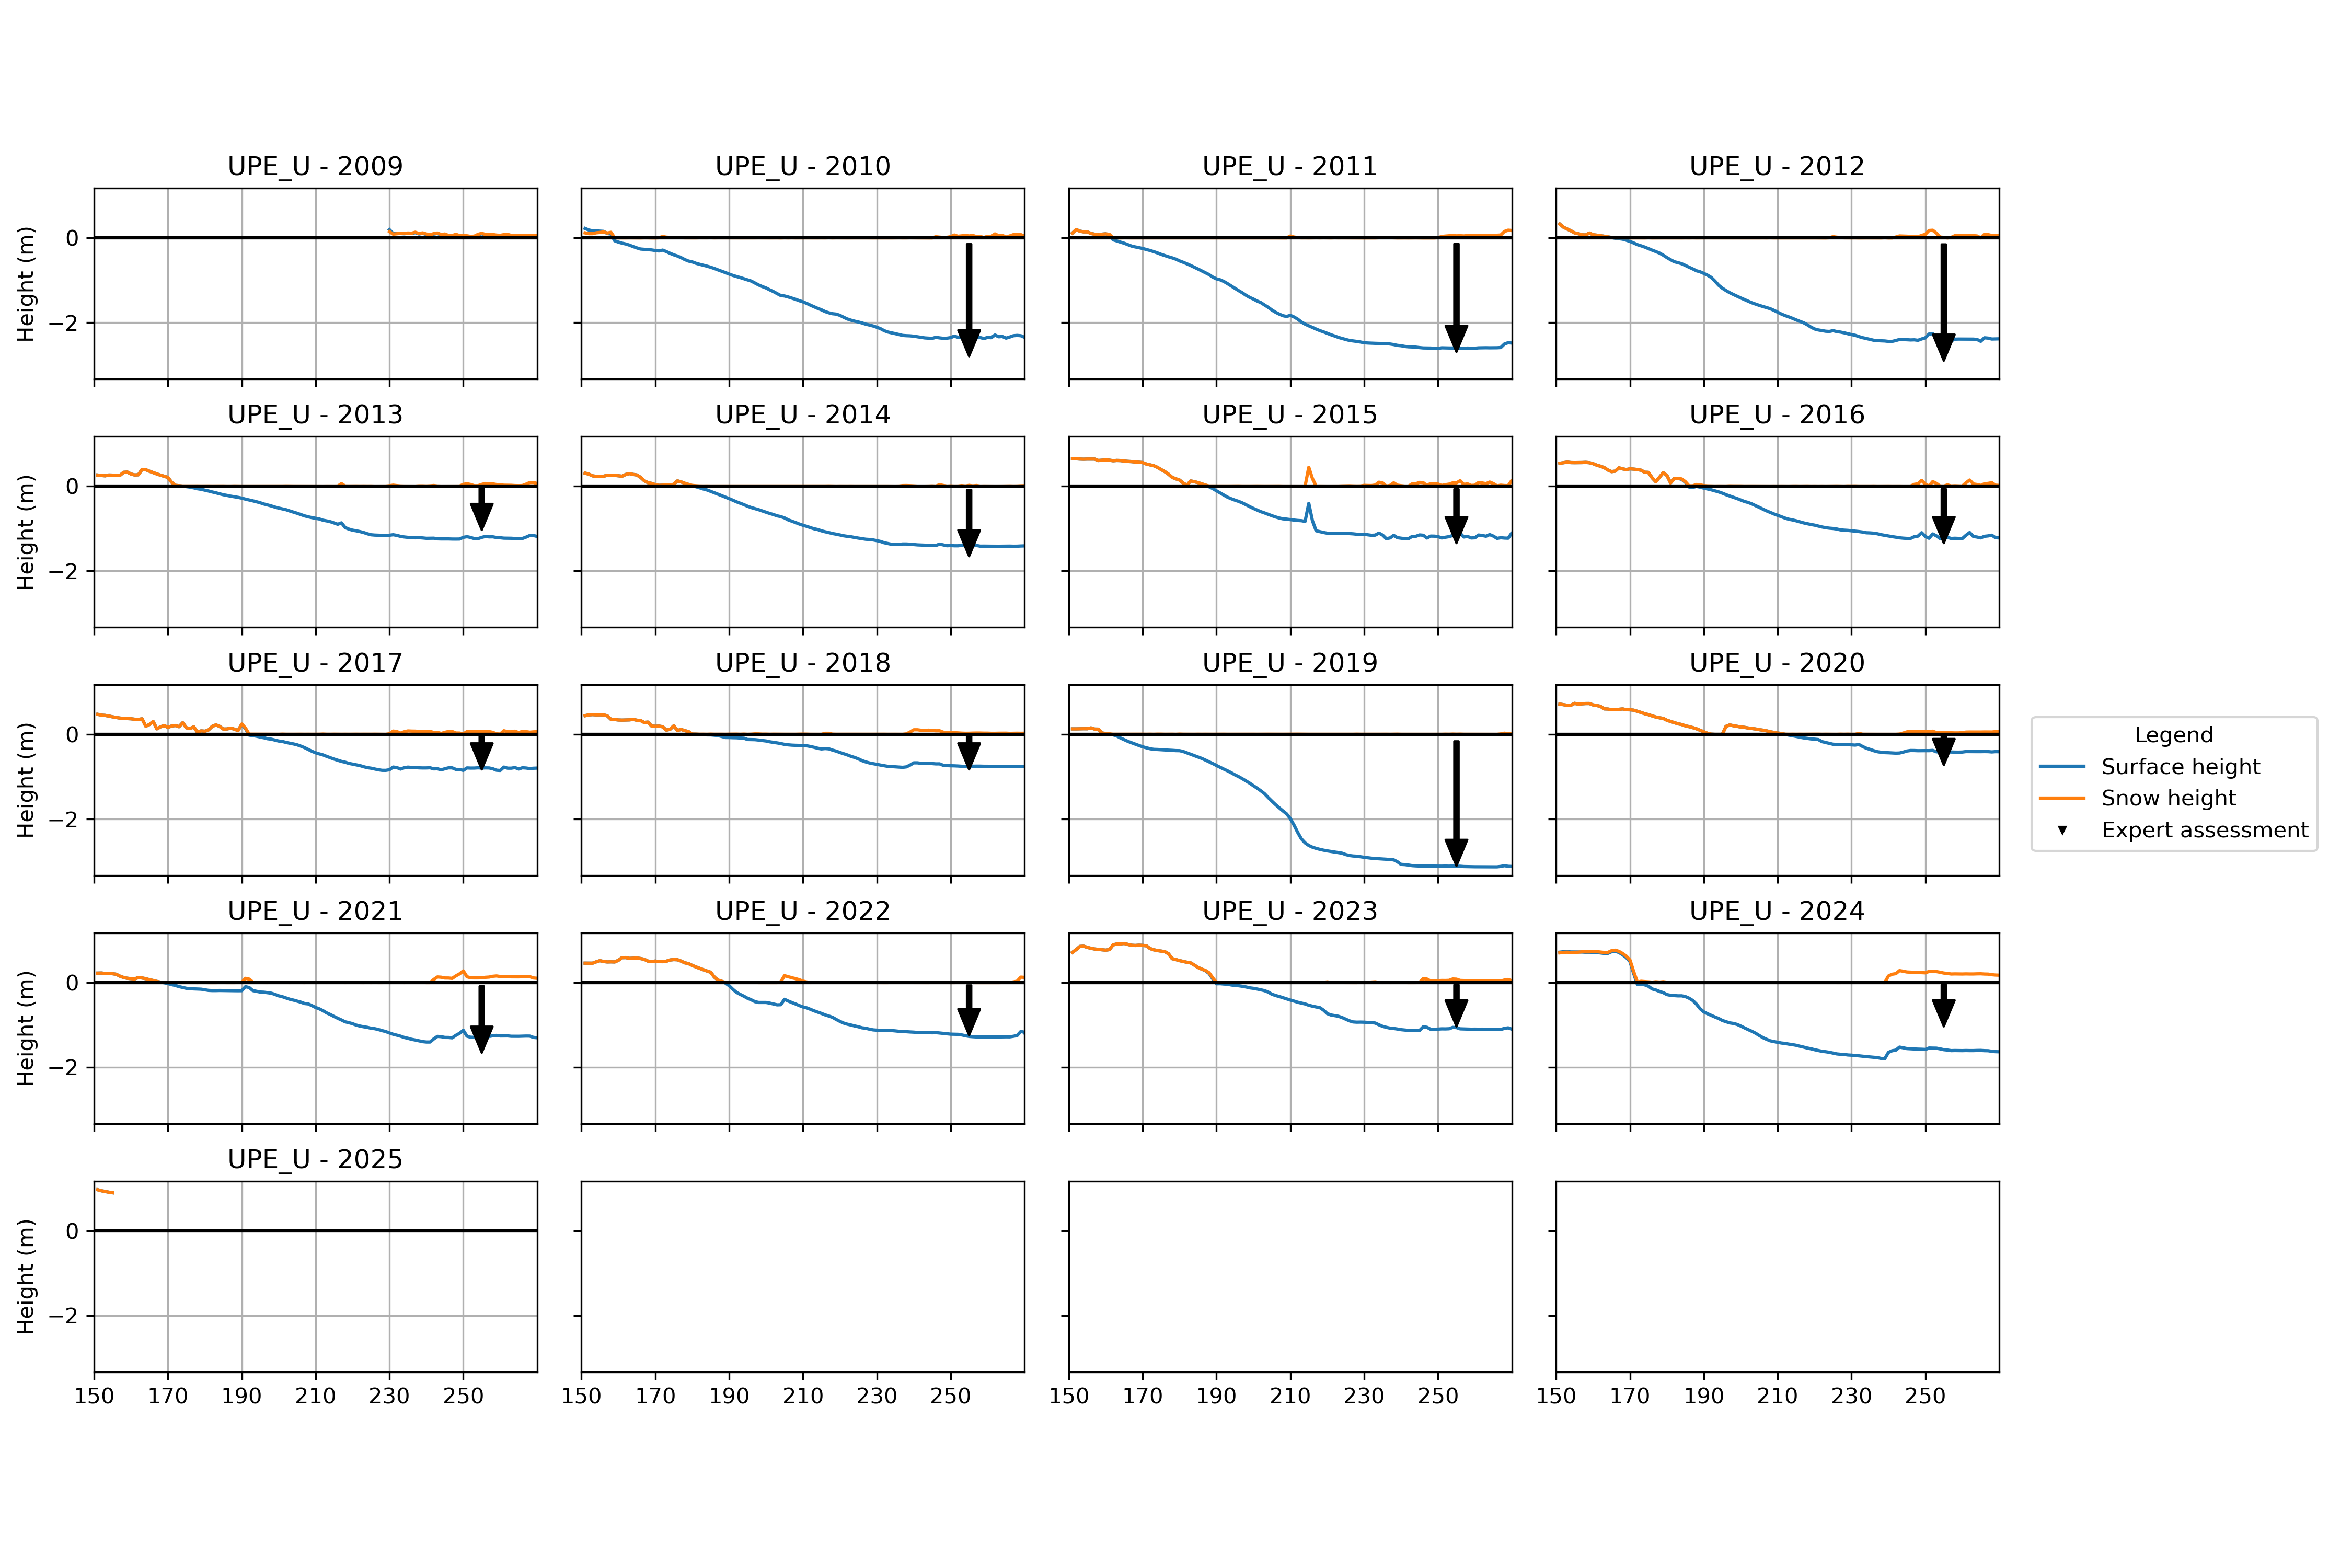 UPE_U - 2009
UPE_U - 2010
UPE_U - 2011
UPE_U - 2012
Height (m)
0
−2
UPE_U - 2013
UPE_U - 2014
UPE_U - 2015
UPE_U - 2016
Height (m)
0
−2
UPE_U - 2017
UPE_U - 2018
UPE_U - 2019
UPE_U - 2020
Height (m)
0
−2
Legend
Surface height
Snow height
Expert assessment
UPE_U - 2021
UPE_U - 2022
UPE_U - 2023
UPE_U - 2024
Height (m)
0
−2
UPE_U - 2025
Height (m)
0
−2
150 170 190 210 230 250
150 170 190 210 230 250
150 170 190 210 230 250
150 170 190 210 230 250